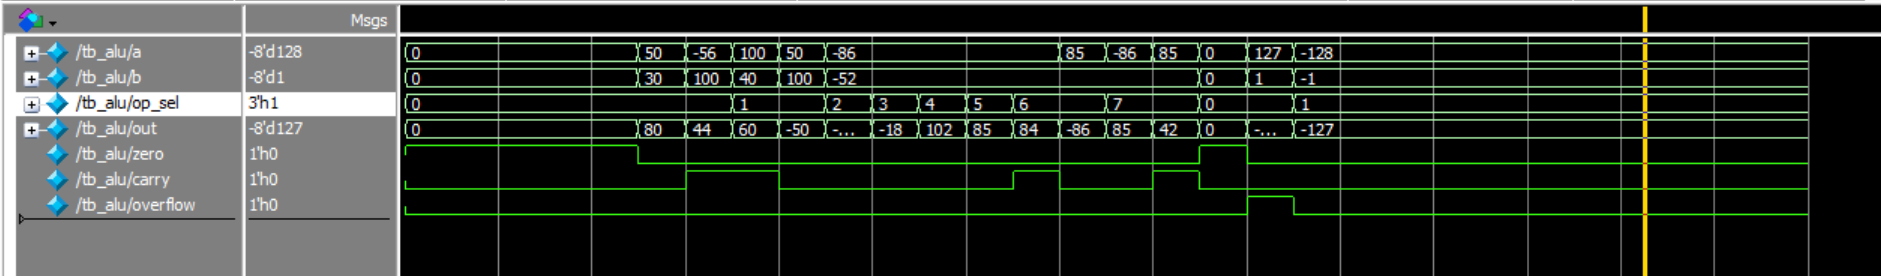 Msgs
/tb_alu/a -8'd128 0 50 -56 100 50 -86 85 -86 85 0 127 -128
/tb_alu/b -8'd1 0 30 100 40 100 -52 0 1 -1
/tb_alu/op_sel 3'h1 0 1 2 3 4 5 6 7 0 1
/tb_alu/out -8'd127 0 80 44 60 -50 -... -18 102 85 84 -86 85 42 0 -... -127
/tb_alu/zero 1'h0
/tb_alu/carry 1'h0
/tb_alu/overflow 1'h0